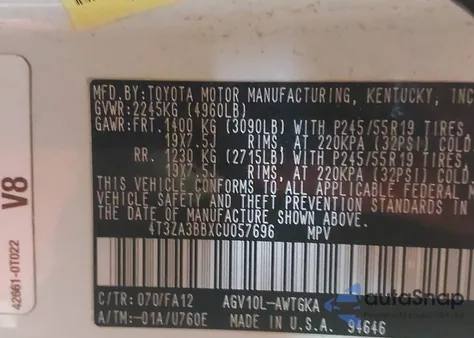 MFD.BY:TOYOTA MOTOR MANUFACTURING, KENTUCKY, INC
GVWR:2245KG (4960LB)
GAWR:FRT.1400 KG (3090LB) WITH P245/55R19 TIRES
19X7.5J RIMS, AT 220KPA (32PSI) COLD
RR. 1230 KG (2715LB) WITH P245/55R19 TIRES
19X7.5J RIMS, AT 220KPA (32PSI) COLD
THIS VEHICLE CONFORMS TO ALL APPLICABLE FEDERAL
VEHICLE SAFETY AND THEFT PREVENTION STANDARDS IN
THE DATE OF MANUFACTURE SHOWN ABOVE.
4T3ZA3BBXCU057696 MPV
C/TR:070/FA12 AGV10L-AWTGKA
A/TM:-01A/U760E MADE IN U.S.A. 94646
V8
42661-0T022
autoSnap